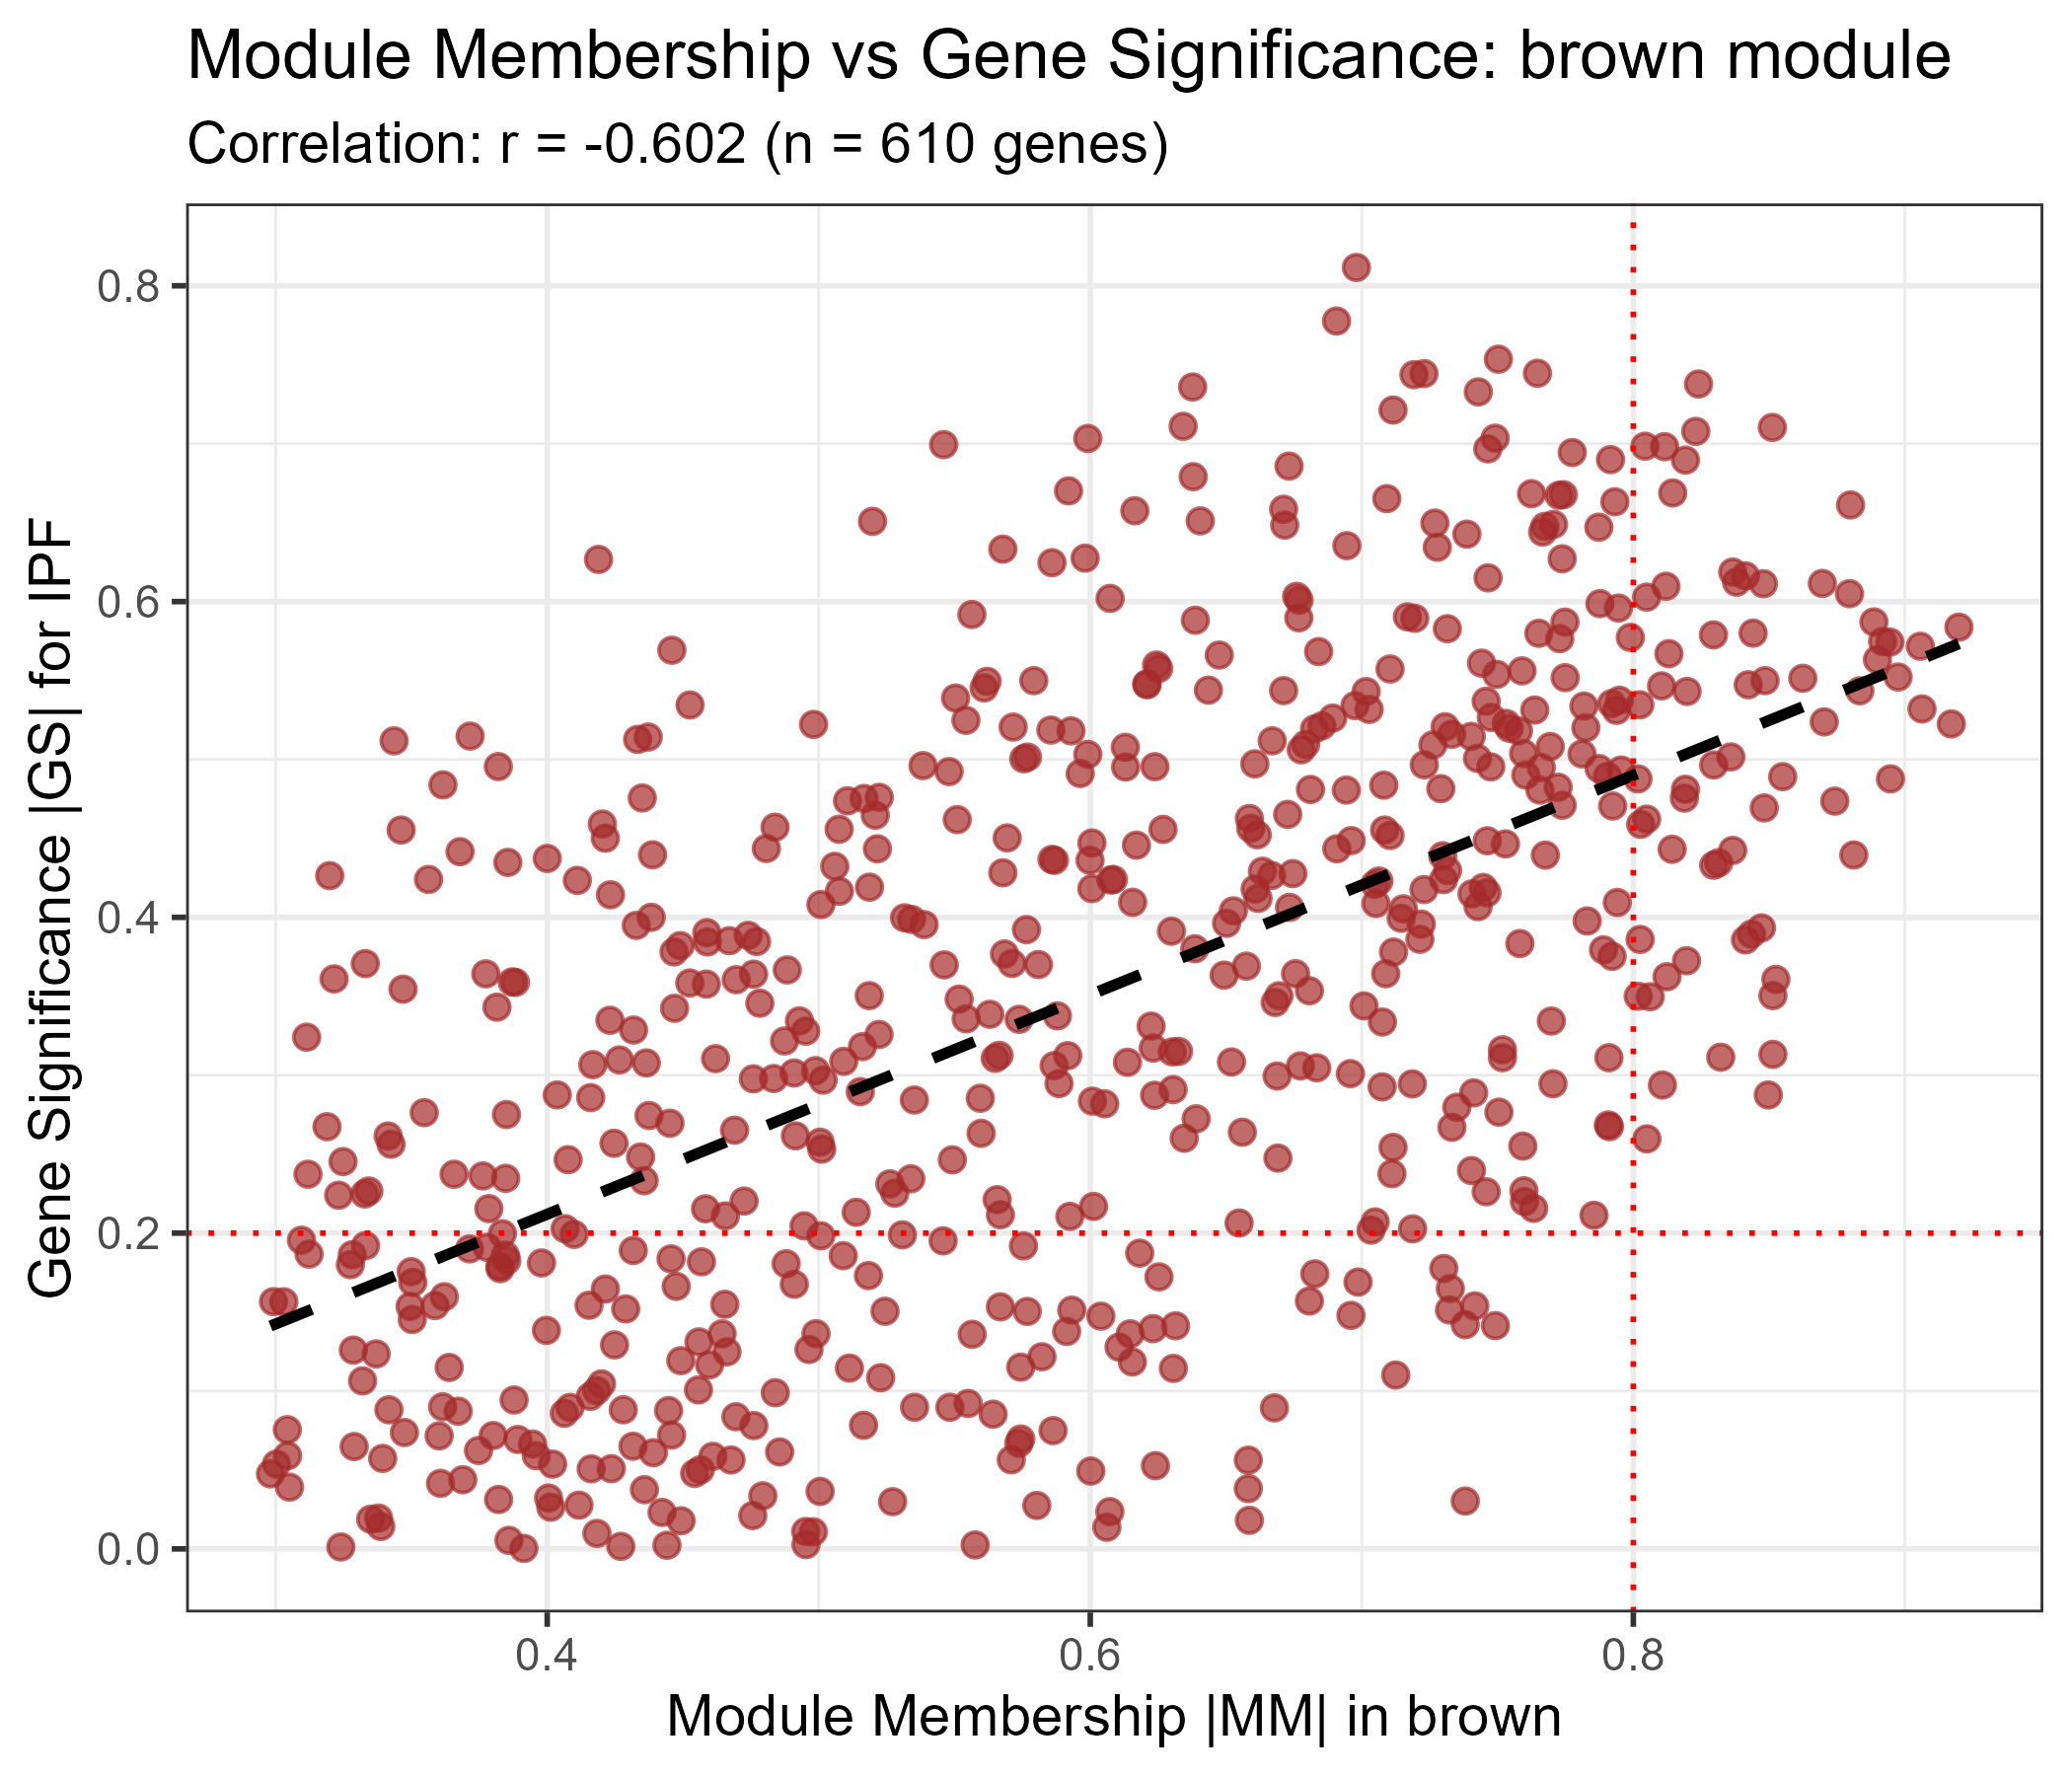 Module Membership vs Gene Significance: brown module
Correlation: r = -0.602 (n = 610 genes)
Gene Significance |GS| for IPF
0.8
0.6
0.4
0.2
0.0
0.4 0.6 0.8
Module Membership |MM| in brown